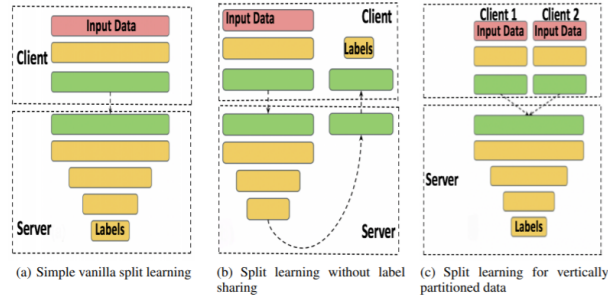 Input Data
Client
Server
Labels
(a) Simple vanilla split learning
Input Data
Client
Labels
Server
(b) Split learning without label
sharing
Client 1 Client 2
Input Data Input Data
Client
Server
Labels
(c) Split learning for vertically
partitioned data